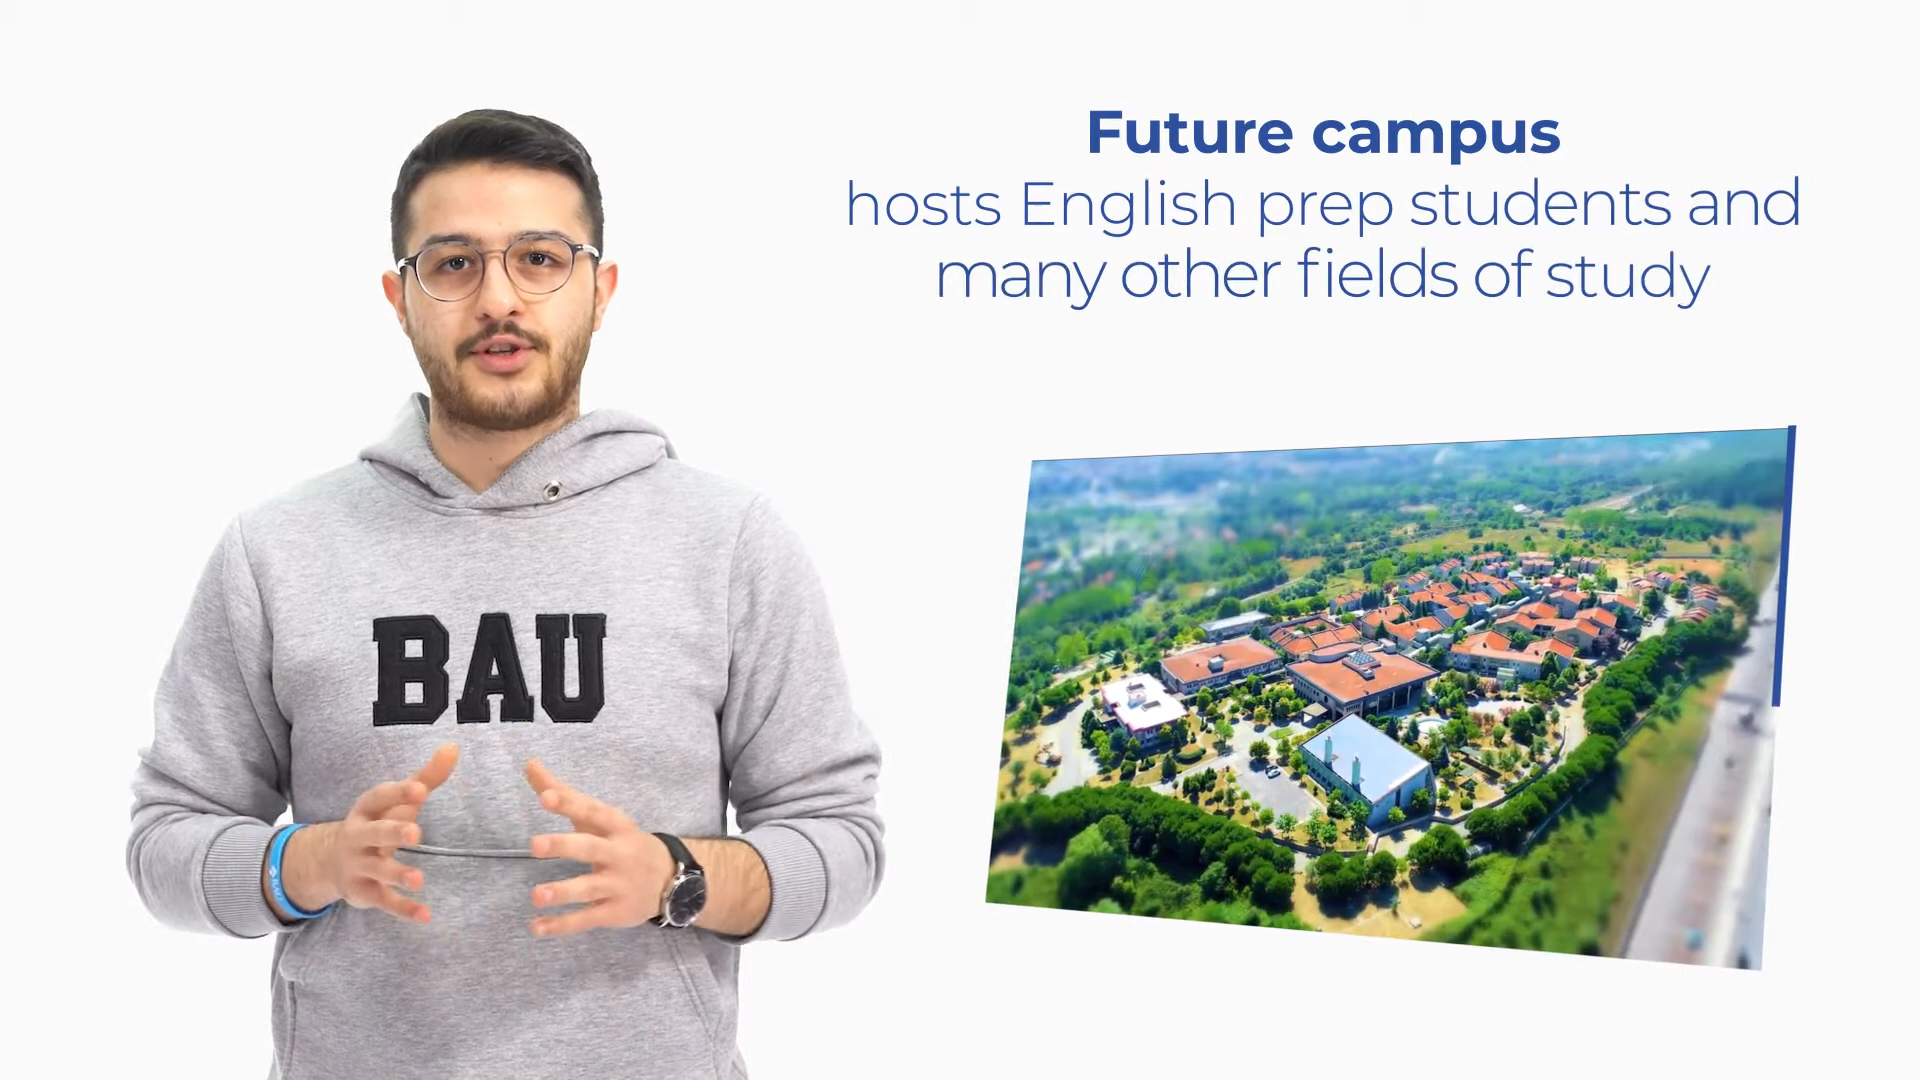 Future campus
hosts English prep students and
many other fields of study
BAU